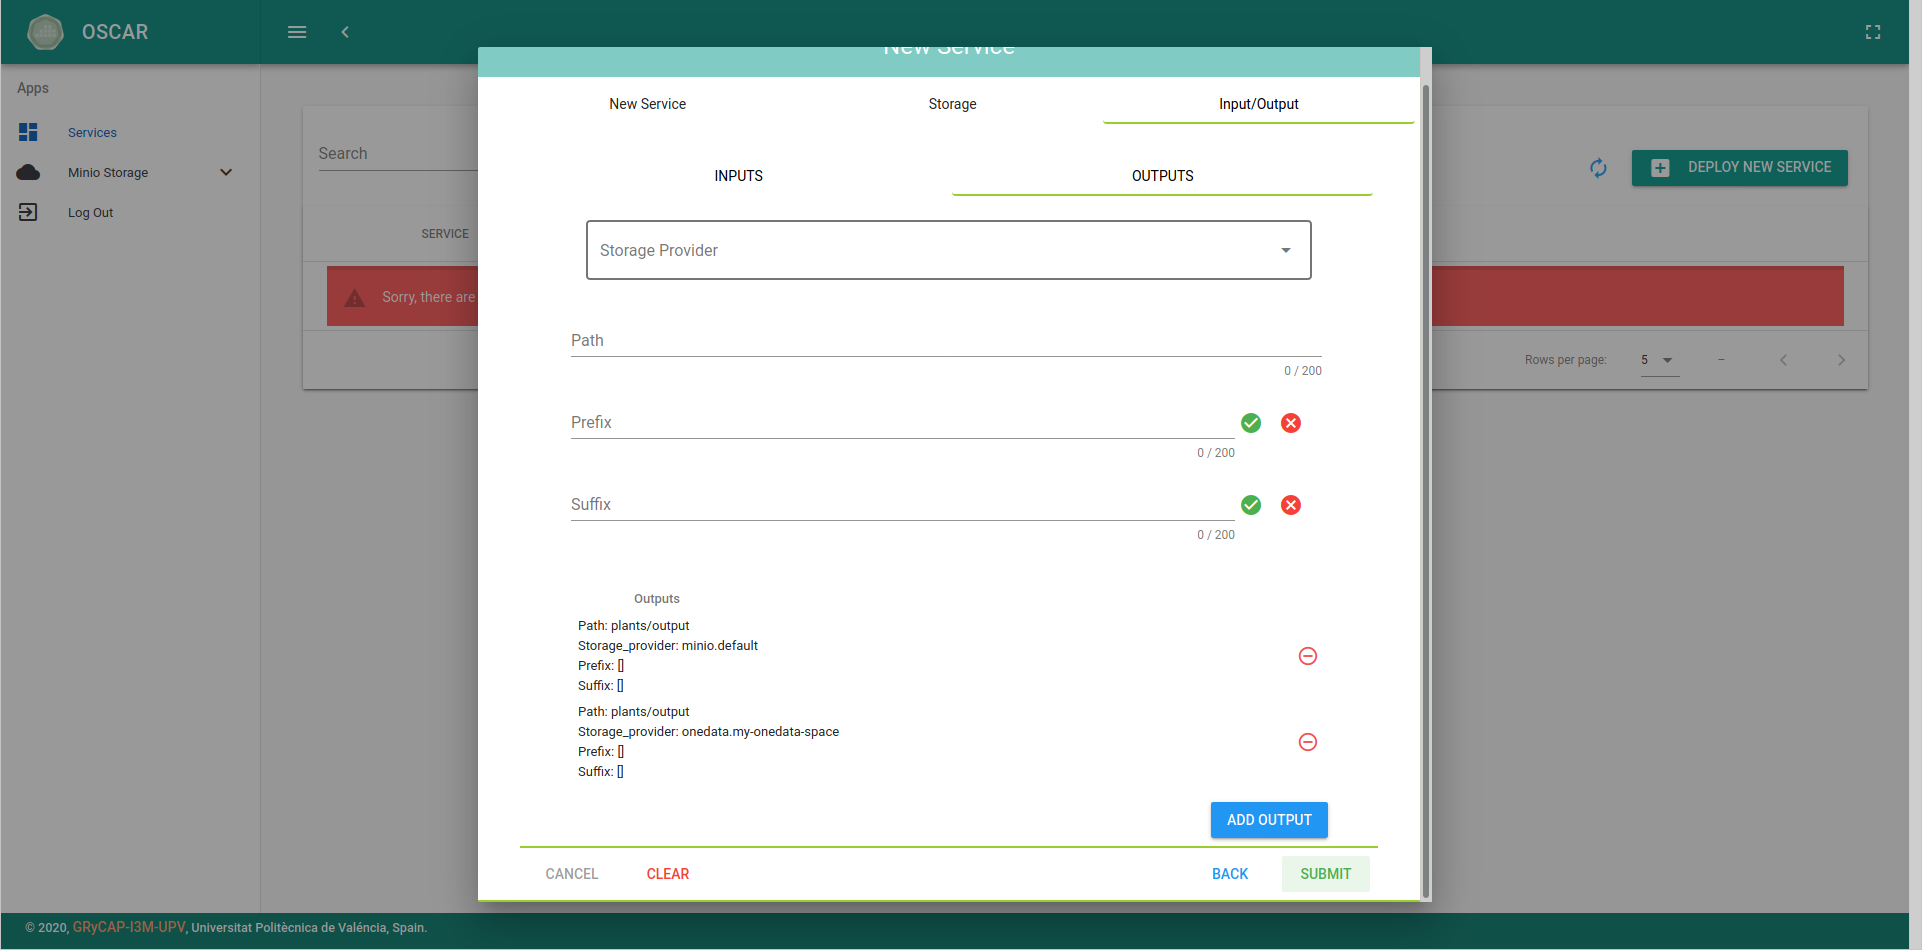 OSCAR
New Service
Apps
Services
Minio Storage
Log Out
Search
DEPLOY NEW SERVICE
SERVICE
Sorry, there are
Rows per page: 5 –
New Service Storage Input/Output
INPUTS OUTPUTS
Storage Provider
Path
0 / 200
Prefix
0 / 200
Suffix
0 / 200
Outputs
Path: plants/output
Storage_provider: minio.default
Prefix: []
Suffix: []
Path: plants/output
Storage_provider: onedata.my-onedata-space
Prefix: []
Suffix: []
ADD OUTPUT
CANCEL CLEAR BACK SUBMIT
© 2020, GRyCAP-I3M-UPV, Universitat Politècnica de Valéncia, Spain.